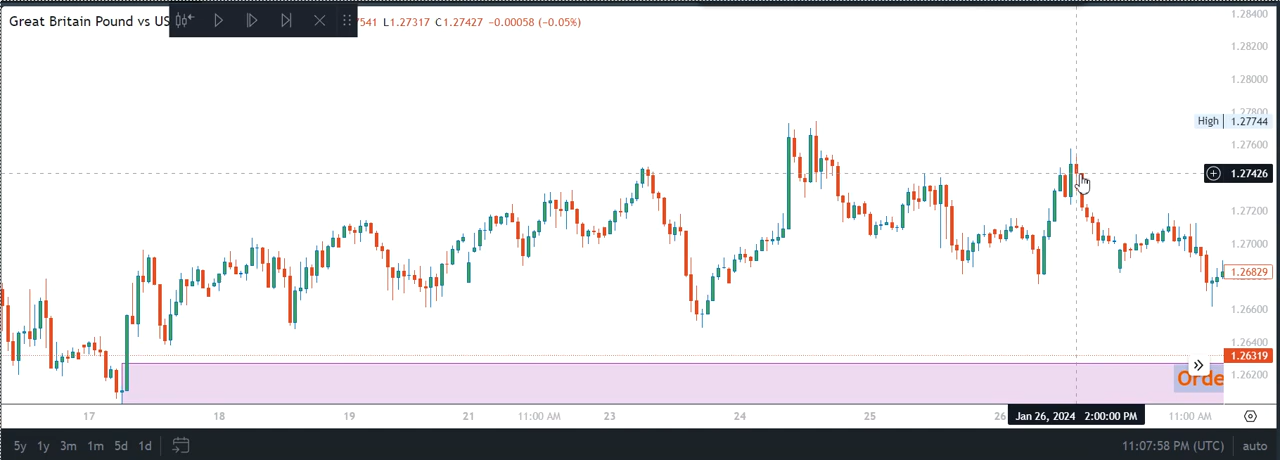 Great Britain Pound vs US 7541 L1.27317 C1.27427 −0.00058 (−0.05%)
1.28400
1.28200
1.28000
1.27800
High 1.27744
1.27600
1.27426
1.27200
1.27000
1.26829
1.26600
1.26400
1.26319
1.26200
Orde
17 18 19 21 11:00 AM 23 24 25 26 Jan 26, 2024 2:00:00 PM 11:00 AM
5y 1y 3m 1m 5d 1d 11:07:58 PM (UTC) auto